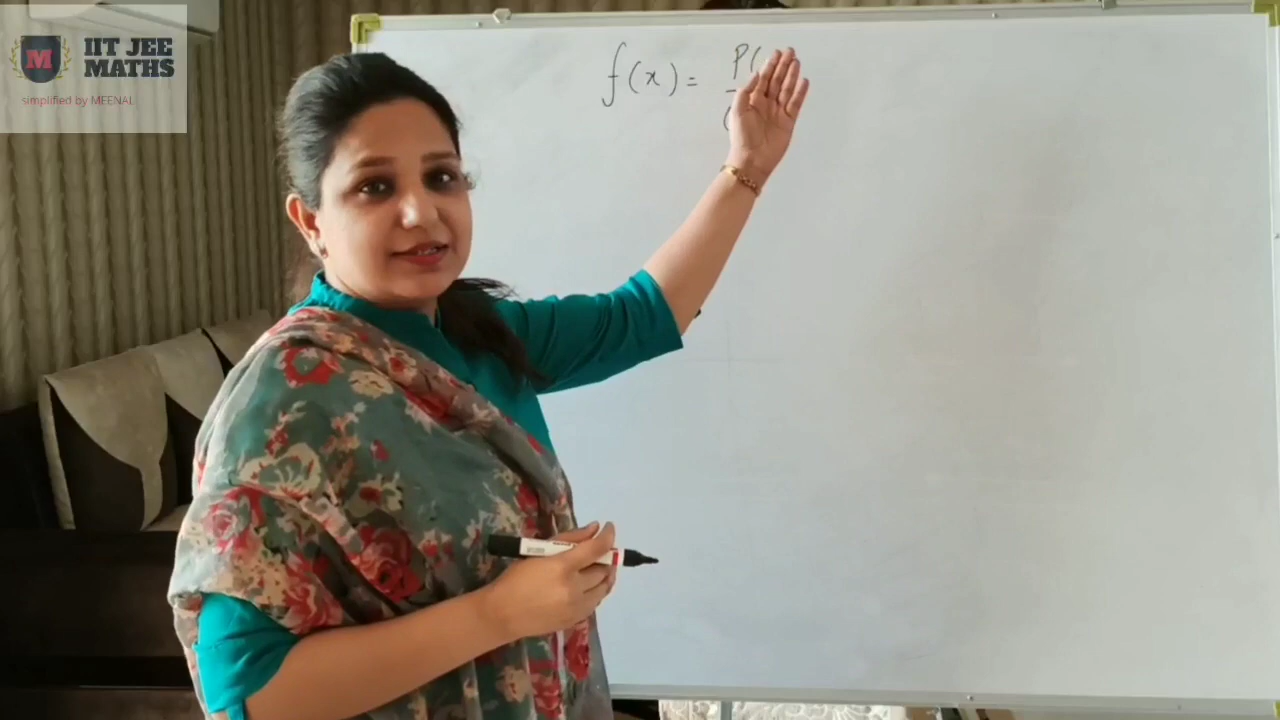 IIT JEE
MATHS
simplified by MEENAL
M
f(x) = P(